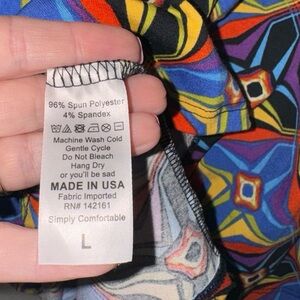 96% Spun Polyester
4% Spandex
Machine Wash Cold
Gentle Cycle
Do Not Bleach
Hang Dry
or you'll be sad
MADE IN USA
Fabric Imported
RN# 142161
Simply Comfortable
L